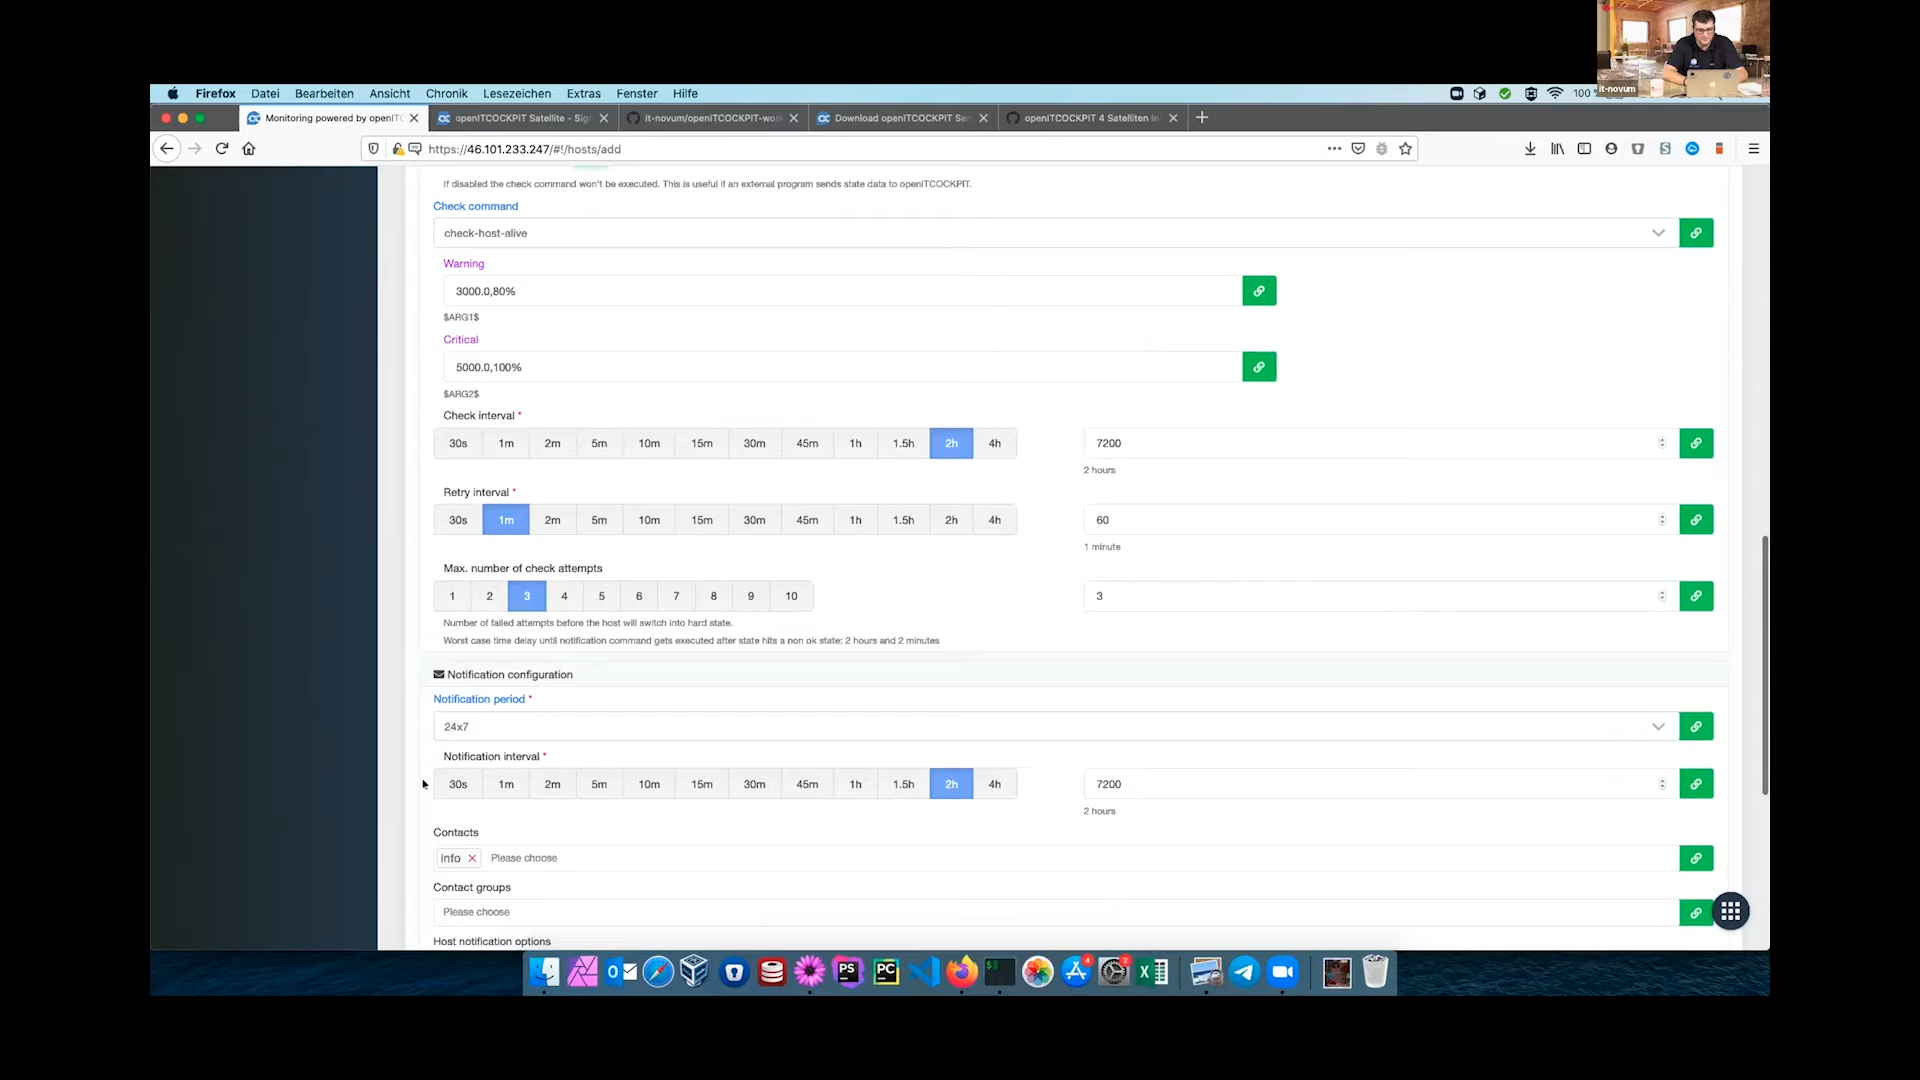 it-novum
Firefox Datei Bearbeiten Ansicht Chronik Lesezeichen Extras Fenster Hilfe 100
Monitoring powered by openITC openITCOCKPIT Satellite - Sig it-novum/openITCOCKPIT-wor Download openITCOCKPIT Ser openITCOCKPIT 4 Satelliten In
https://46.101.233.247/#!/hosts/add
If disabled the check command won't be executed. This is useful if an external program sends state data to openITCOCKPIT.
Check command
check-host-alive
Warning
3000.0,80%
$ARG1$
Critical
5000.0,100%
$ARG2$
Check interval *
30s 1m 2m 5m 10m 15m 30m 45m 1h 1.5h 2h 4h 7200
2 hours
Retry interval *
30s 1m 2m 5m 10m 15m 30m 45m 1h 1.5h 2h 4h 60
1 minute
Max. number of check attempts
1 2 3 4 5 6 7 8 9 10 3
Number of failed attempts before the host will switch into hard state.
Worst case time delay until notification command gets executed after state hits a non ok state: 2 hours and 2 minutes
Notification configuration
Notification period *
24x7
Notification interval *
30s 1m 2m 5m 10m 15m 30m 45m 1h 1.5h 2h 4h 7200
2 hours
Contacts
info Please choose
Contact groups
Please choose
Host notification options
PS PC 4 2